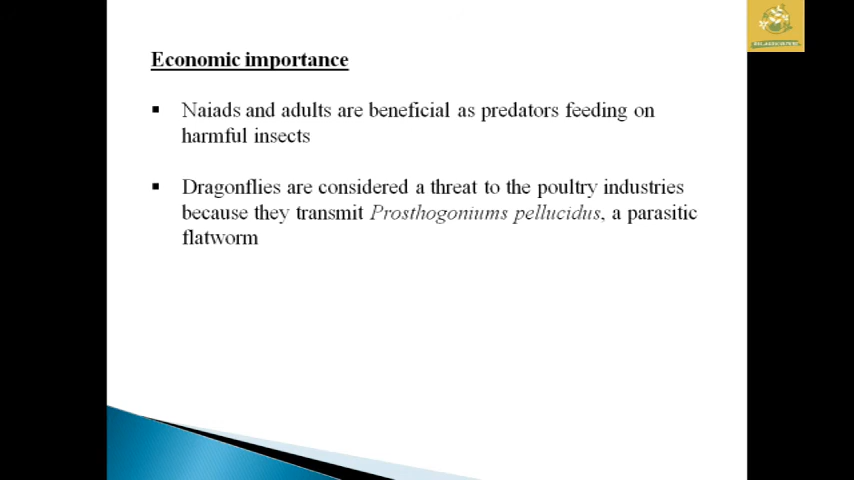 Economic importance
▪ Naiads and adults are beneficial as predators feeding on
harmful insects
▪ Dragonflies are considered a threat to the poultry industries
because they transmit Prosthogoniums pellucidus, a parasitic
flatworm